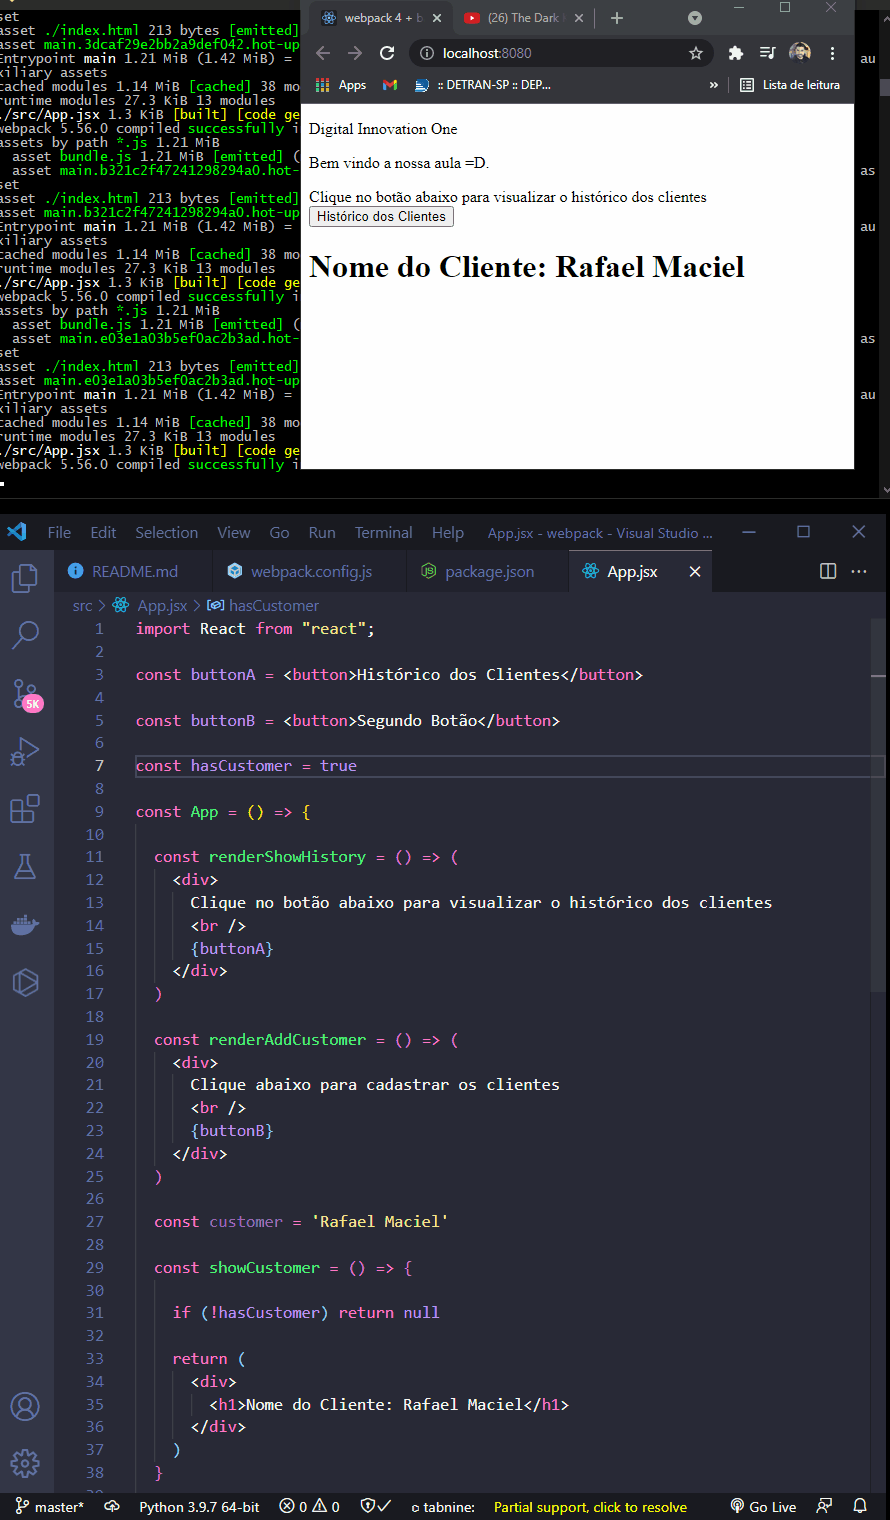 set
asset ./index.html 213 bytes [emitted]
asset main.3dcaf29e2bb2a9def042.hot-up
Entrypoint main 1.21 MiB (1.42 MiB) = au
xiliary assets
cached modules 1.14 MiB [cached] 38 mo
runtime modules 27.3 KiB 13 modules
./src/App.jsx 1.3 KiB [built] [code ge
webpack 5.56.0 compiled successfully i
assets by path *.js 1.21 MiB
asset bundle.js 1.21 MiB [emitted] (
asset main.b321c2f47241298294a0.hot- as
set
asset ./index.html 213 bytes [emitted]
asset main.b321c2f47241298294a0.hot-up
Entrypoint main 1.21 MiB (1.42 MiB) = au
xiliary assets
cached modules 1.14 MiB [cached] 38 mo
runtime modules 27.3 KiB 13 modules
./src/App.jsx 1.3 KiB [built] [code ge
webpack 5.56.0 compiled successfully i
assets by path *.js 1.21 MiB
asset bundle.js 1.21 MiB [emitted] (
asset main.e03e1a03b5ef0ac2b3ad.hot- as
set
asset ./index.html 213 bytes [emitted]
asset main.e03e1a03b5ef0ac2b3ad.hot-up
Entrypoint main 1.21 MiB (1.42 MiB) = au
xiliary assets
cached modules 1.14 MiB [cached] 38 mo
runtime modules 27.3 KiB 13 modules
./src/App.jsx 1.3 KiB [built] [code ge
webpack 5.56.0 compiled successfully i
webpack 4 + b (26) The Dark
localhost:8080
Apps :: DETRAN-SP :: DEP... » Lista de leitura
Digital Innovation One
Bem vindo a nossa aula =D.
Clique no botão abaixo para visualizar o histórico dos clientes
Histórico dos Clientes
Nome do Cliente: Rafael Maciel
File Edit Selection View Go Run Terminal Help App.jsx - webpack - Visual Studio ...
README.md webpack.config.js package.json App.jsx
src > App.jsx > hasCustomer
5K
1 import React from "react";
2
3 const buttonA = <button>Histórico dos Clientes</button>
4
5 const buttonB = <button>Segundo Botão</button>
6
7 const hasCustomer = true
8
9 const App = () => {
10
11 const renderShowHistory = () => (
12 <div>
13 Clique no botão abaixo para visualizar o histórico dos clientes
14 <br />
15 {buttonA}
16 </div>
17 )
18
19 const renderAddCustomer = () => (
20 <div>
21 Clique abaixo para cadastrar os clientes
22 <br />
23 {buttonB}
24 </div>
25 )
26
27 const customer = 'Rafael Maciel'
28
29 const showCustomer = () => {
30
31 if (!hasCustomer) return null
32
33 return (
34 <div>
35 <h1>Nome do Cliente: Rafael Maciel</h1>
36 </div>
37 )
38 }
master* Python 3.9.7 64-bit 0 0 tabnine: Partial support, click to resolve Go Live